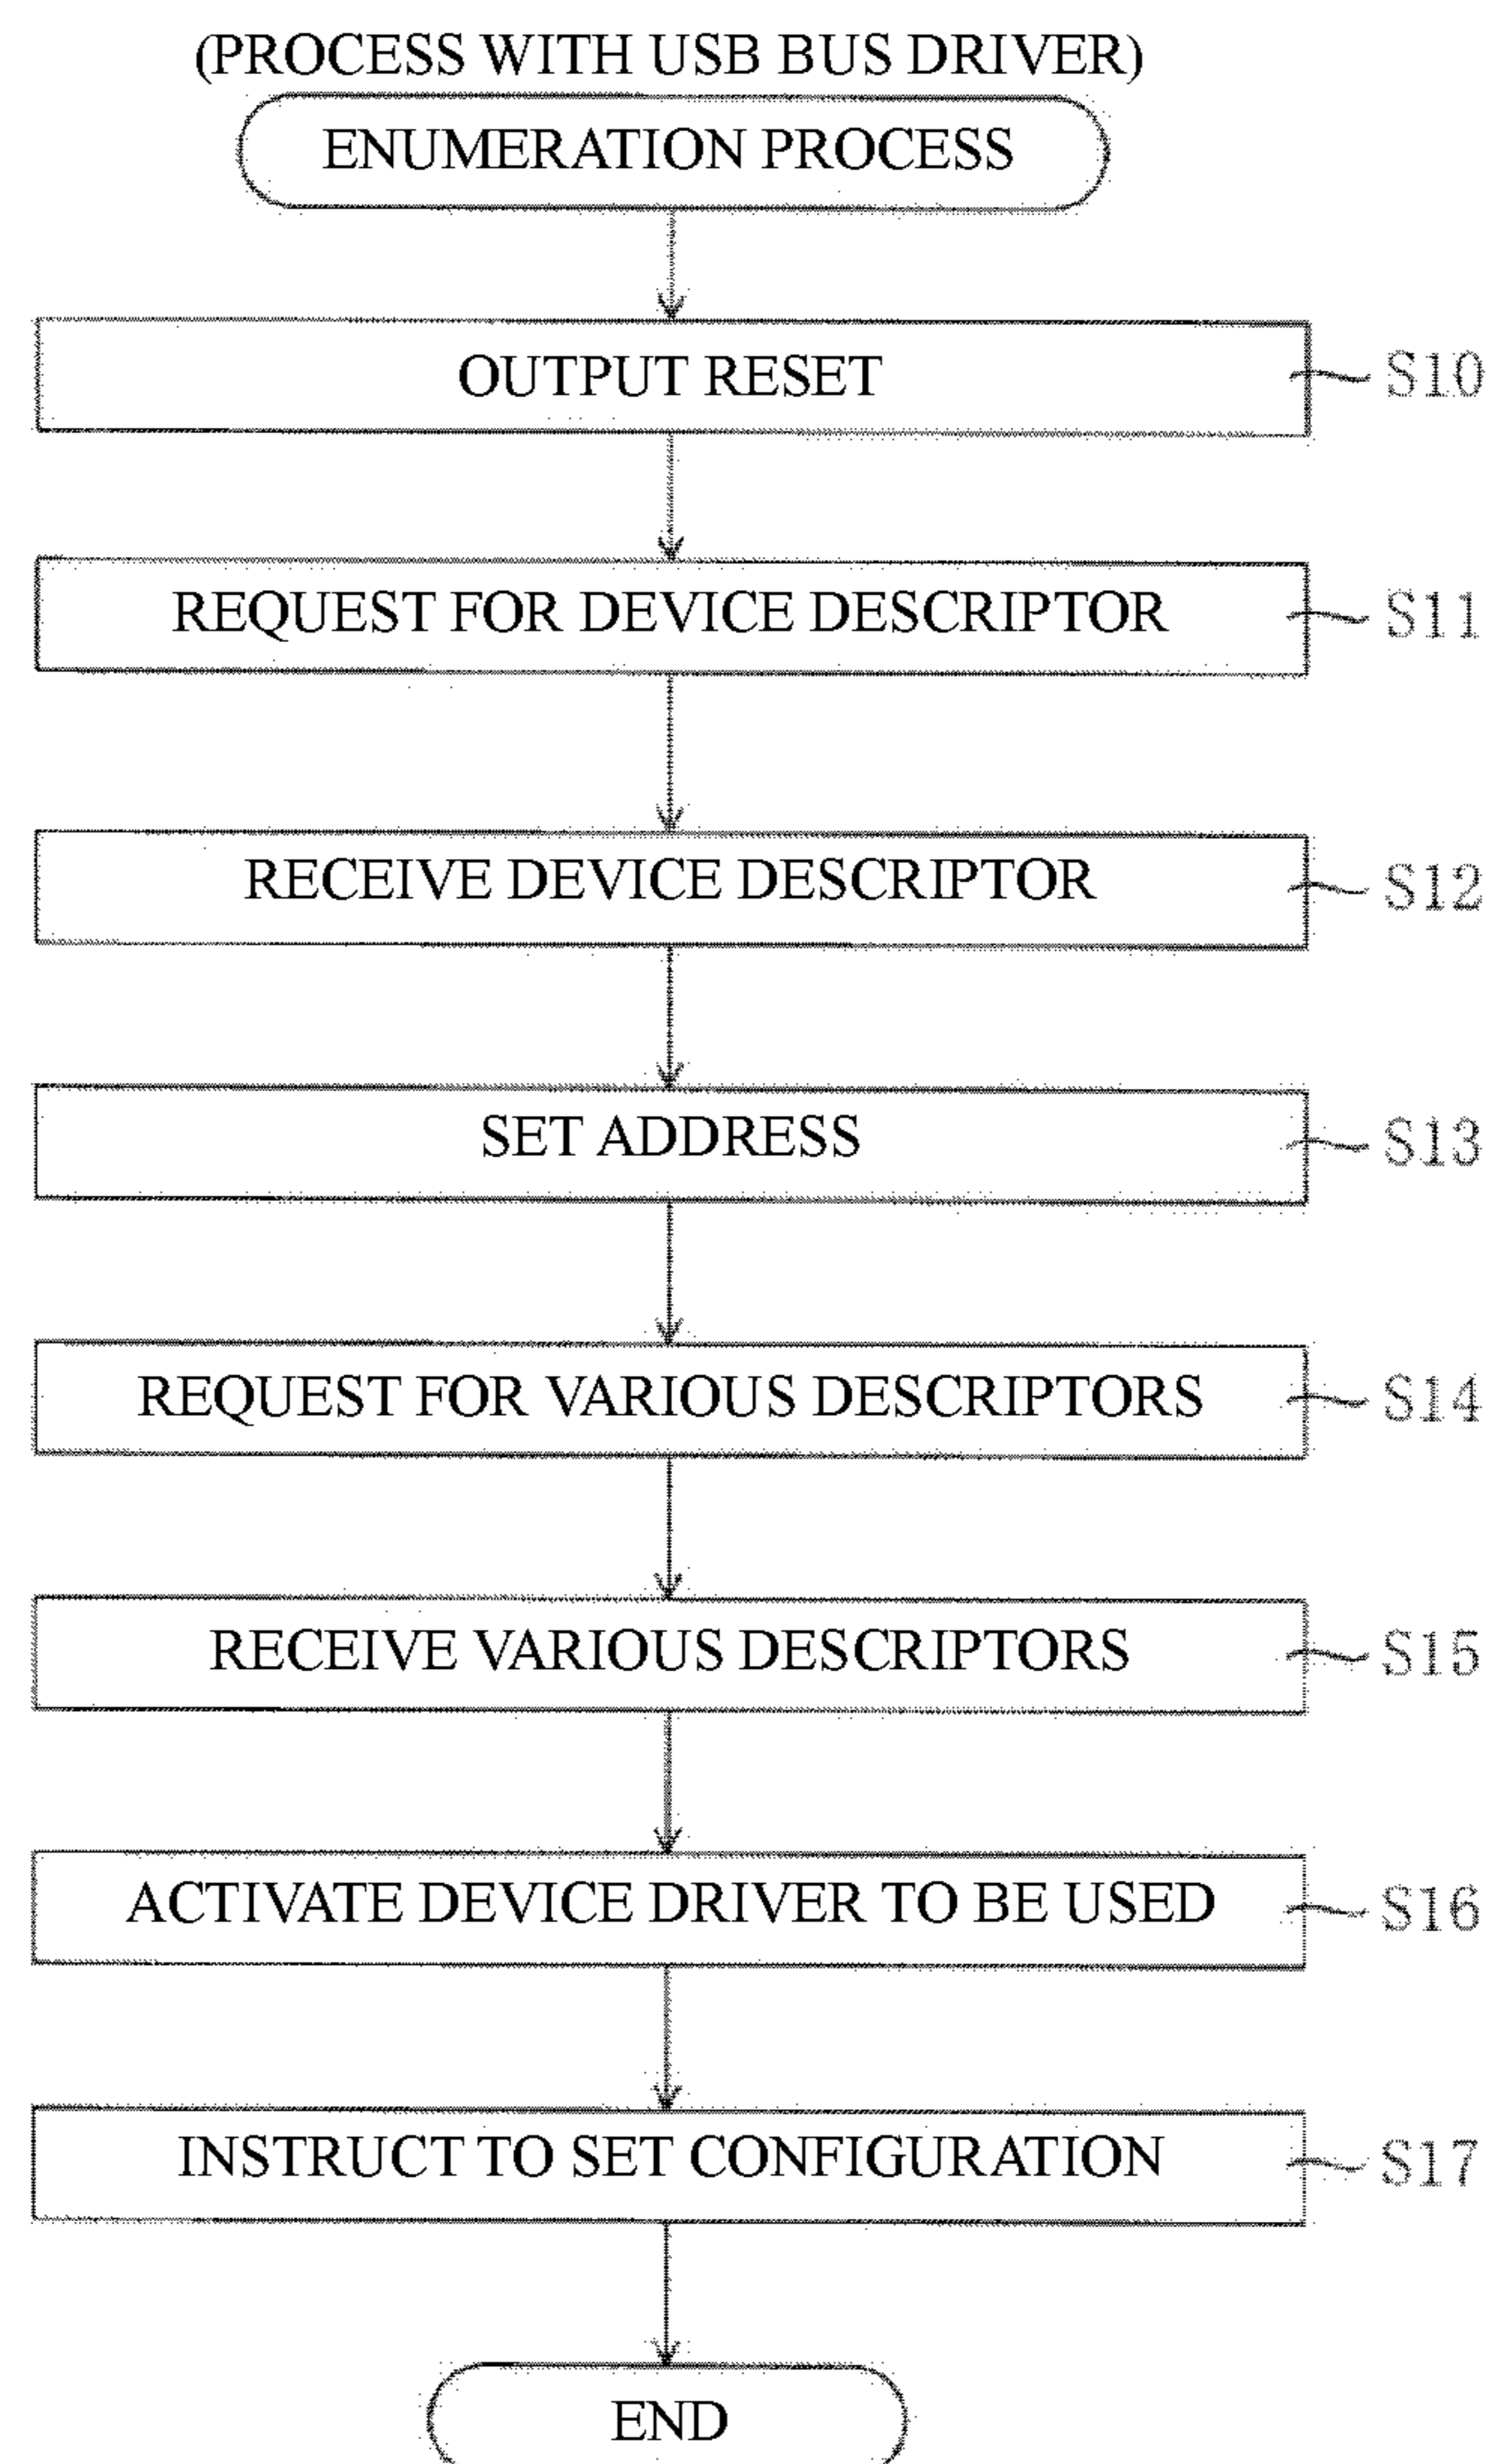 (PROCESS WITH USB BUS DRIVER)
ENUMERATION PROCESS
OUTPUT RESET
S10
REQUEST FOR DEVICE DESCRIPTOR
S11
RECEIVE DEVICE DESCRIPTOR
S12
SET ADDRESS
S13
REQUEST FOR VARIOUS DESCRIPTORS
S14
RECEIVE VARIOUS DESCRIPTORS
S15
ACTIVATE DEVICE DRIVER TO BE USED
S16
INSTRUCT TO SET CONFIGURATION
S17
END